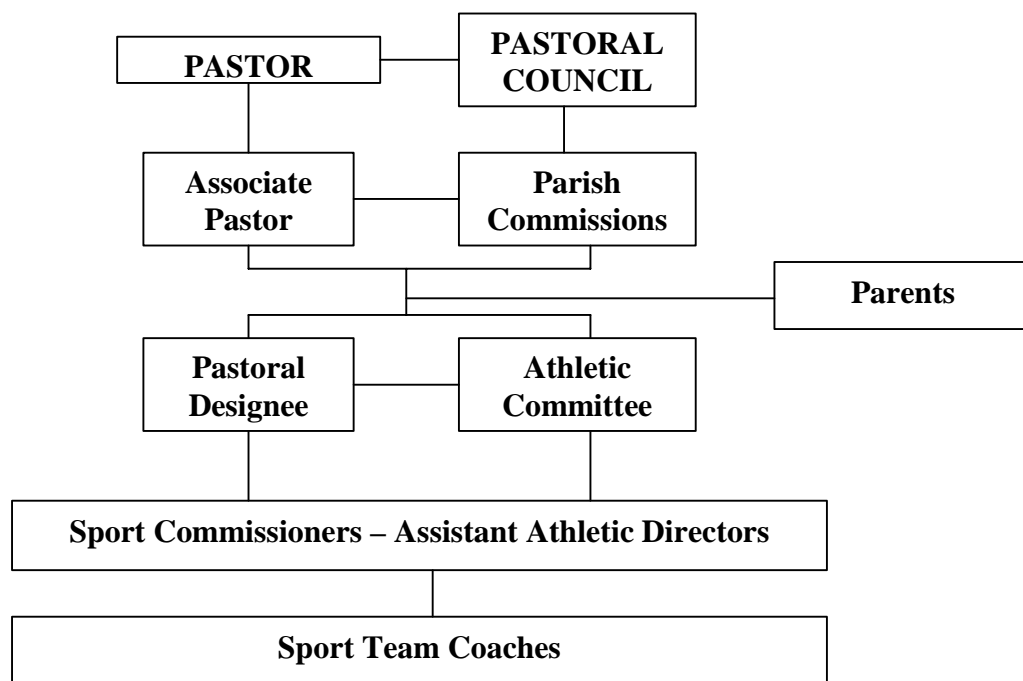 PASTOR
PASTORAL
COUNCIL
Associate
Pastor
Parish
Commissions
Parents
Pastoral
Designee
Athletic
Committee
Sport Commissioners – Assistant Athletic Directors
Sport Team Coaches